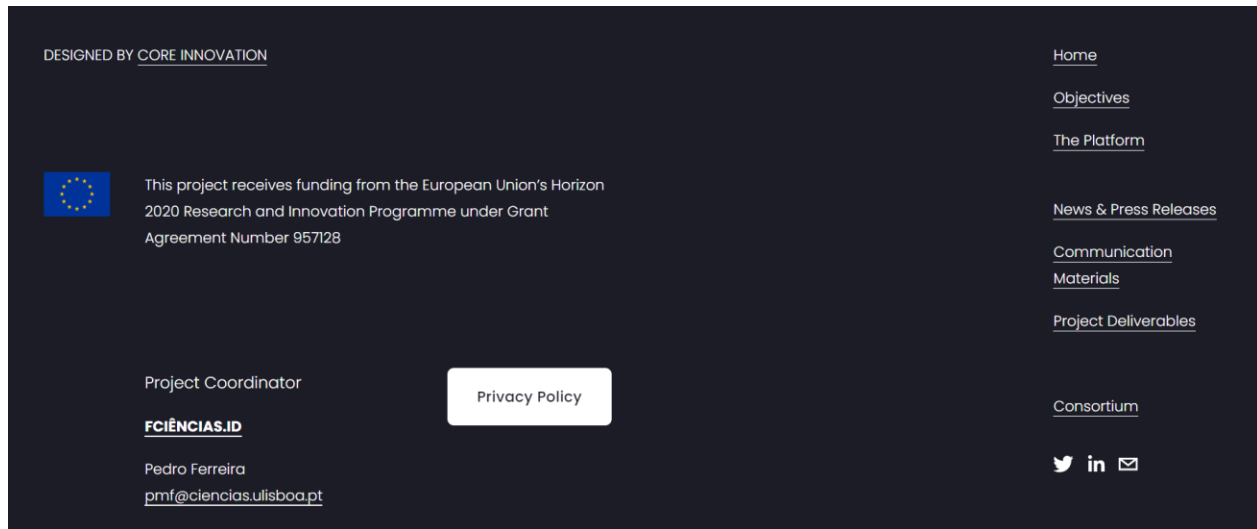 DESIGNED BY CORE INNOVATION
This project receives funding from the European Union’s Horizon
2020 Research and Innovation Programme under Grant
Agreement Number 957128
Project Coordinator
FCIÊNCIAS.ID
Pedro Ferreira
pmf@ciencias.ulisboa.pt
Privacy Policy
Home
Objectives
The Platform
News & Press Releases
Communication
Materials
Project Deliverables
Consortium
in